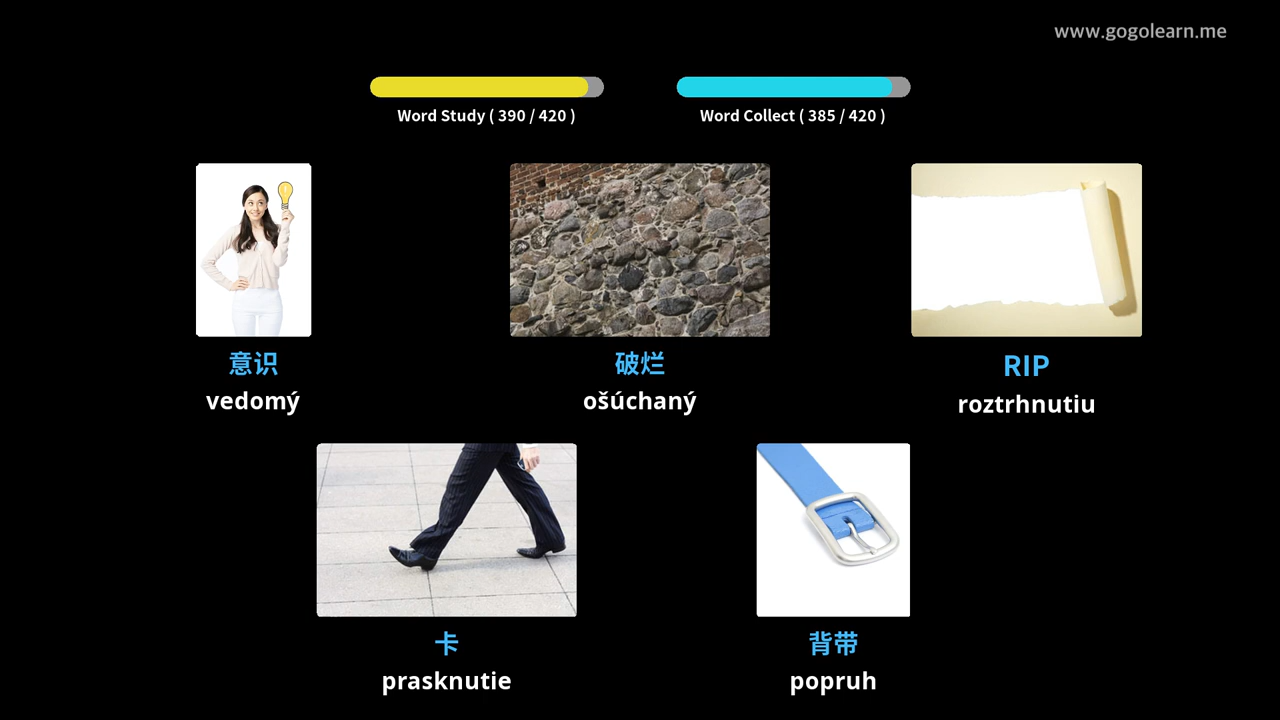 www.gogolearn.me
Word Study ( 390 / 420 )
Word Collect ( 385 / 420 )
意识
vedomý
破烂
ošúchaný
RIP
roztrhnutiu
卡
prasknutie
背带
popruh